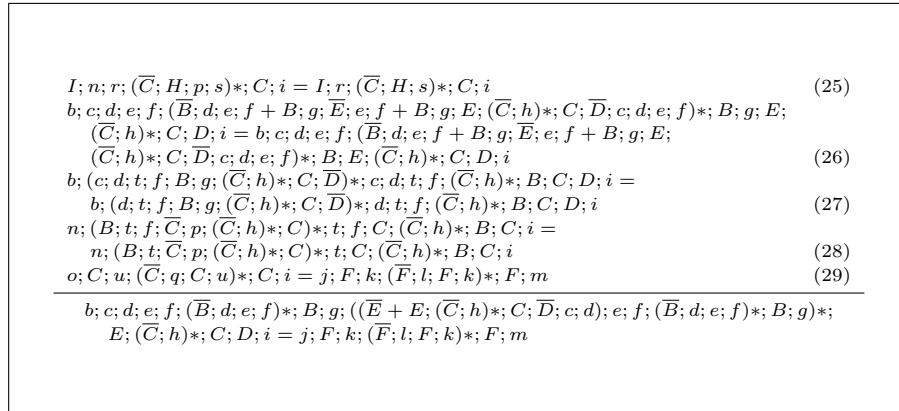 I; n; r; (C̅; H; p; s)∗; C; i = I; r; (C̅; H; s)∗; C; i (25)
b; c; d; e; f; (B̅; d; e; f + B; g; E̅; e; f + B; g; E; (C̅; h)∗; C; D̅; c; d; e; f)∗; B; g; E;
(C̅; h)∗; C; D; i = b; c; d; e; f; (B̅; d; e; f + B; g; E̅; e; f + B; g; E;
(C̅; h)∗; C; D̅; c; d; e; f)∗; B; E; (C̅; h)∗; C; D; i (26)
b; (c; d; t; f; B; g; (C̅; h)∗; C; D̅)∗; c; d; t; f; (C̅; h)∗; B; C; D; i =
b; (d; t; f; B; g; (C̅; h)∗; C; D̅)∗; d; t; f; (C̅; h)∗; B; C; D; i (27)
n; (B; t; f; C̅; p; (C̅; h)∗; C)∗; t; f; C; (C̅; h)∗; B; C; i =
n; (B; t; C̅; p; (C̅; h)∗; C)∗; t; C; (C̅; h)∗; B; C; i (28)
o; C; u; (C̅; q, C; u)∗; C; i = j; F; k; (F̅; l; F; k)∗; F; m (29)
b; c; d; e; f; (B̅; d; e; f)∗; B; g; ((E̅ + E; (C̅; h)∗; C; D̅; c; d); e; f; (B̅; d; e; f)∗; B; g)∗;
E; (C̅; h)∗; C; D; i = j; F; k; (F̅; l; F; k)∗; F; m